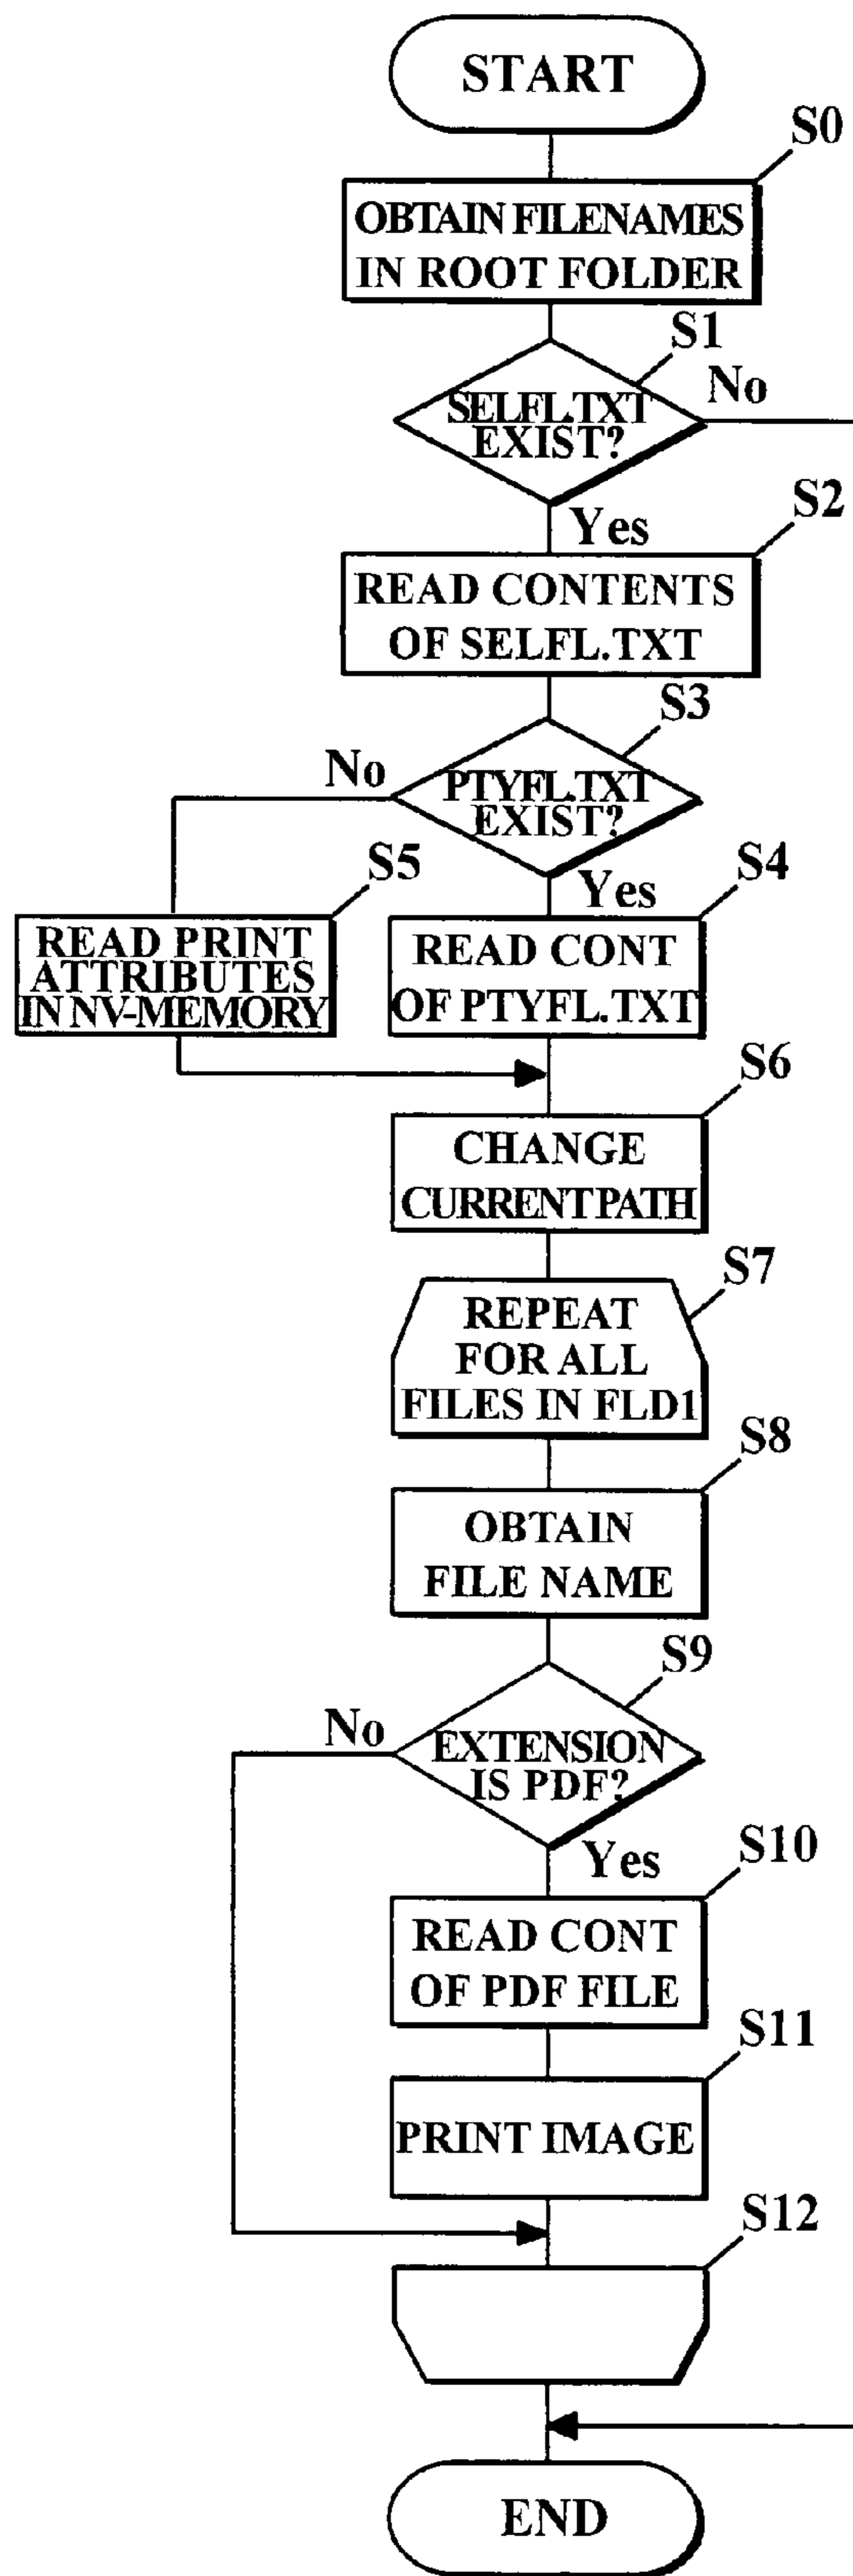 START
S0
OBTAIN FILENAMES
IN ROOT FOLDER
S1
SELFL.TXT
EXIST?
No
Yes
S2
READ CONTENTS
OF SELFL.TXT
S3
PTYFL.TXT
EXIST?
No
Yes
S5
READ PRINT
ATTRIBUTES
IN NV-MEMORY
S4
READ CONT
OF PTYFL.TXT
S6
CHANGE
CURRENT PATH
S7
REPEAT
FOR ALL
FILES IN FLD1
S8
OBTAIN
FILE NAME
S9
EXTENSION
IS PDF?
No
Yes
S10
READ CONT
OF PDF FILE
S11
PRINT IMAGE
S12
END